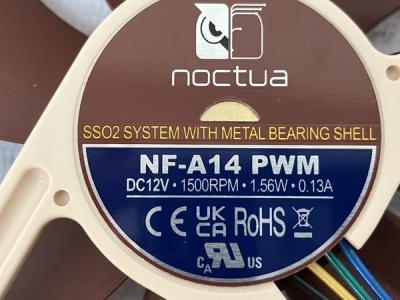 noctua
SSO2 SYSTEM WITH METAL BEARING SHELL
NF-A14 PWM
DC12V · 1500RPM · 1.56W · 0.13A
CE UK CA RoHS
C RU US